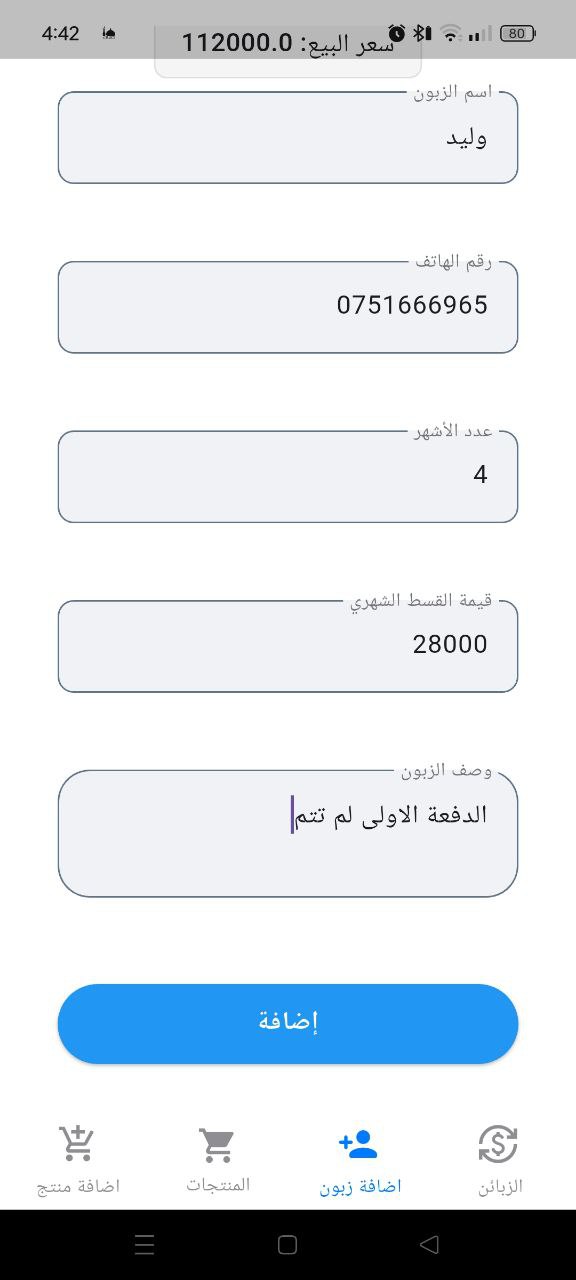 4:42
80
سعر البيع: 112000.0
اسم الزبون
وليد
رقم الهاتف
0751666965
عدد الأشهر
4
قيمة القسط الشهري
28000
وصف الزبون
الدفعة الاولى لم تتم
إضافة
الزبائن
اضافة زبون
المنتجات
اضافة منتج